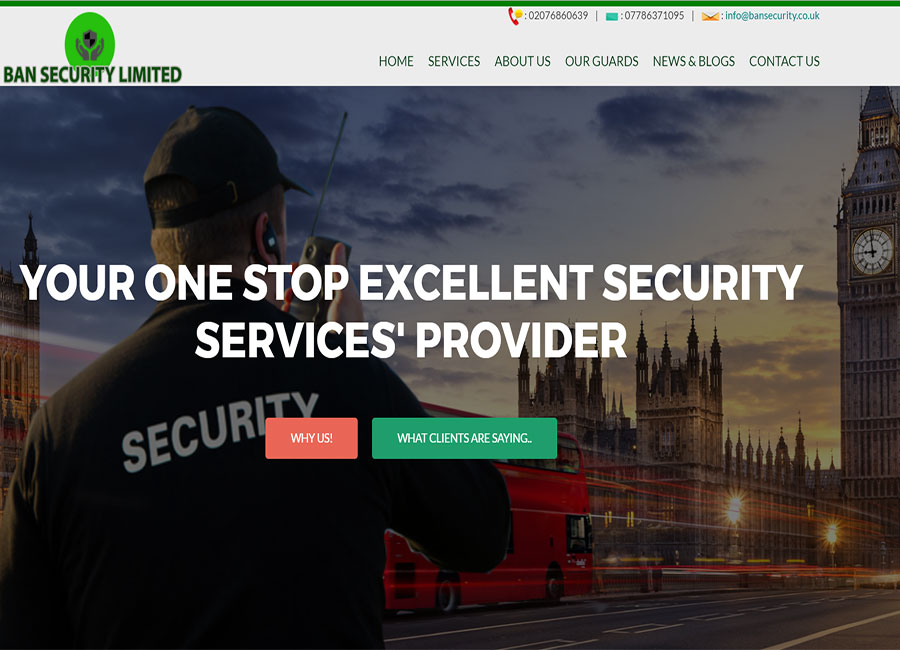 : 02076860639 | : 07786371095 | : info@bansecurity.co.uk
BAN SECURITY LIMITED
HOME SERVICES ABOUT US OUR GUARDS NEWS & BLOGS CONTACT US
YOUR ONE STOP EXCELLENT SECURITY
SERVICES' PROVIDER
SECURITY
WHY US!
WHAT CLIENTS ARE SAYING..